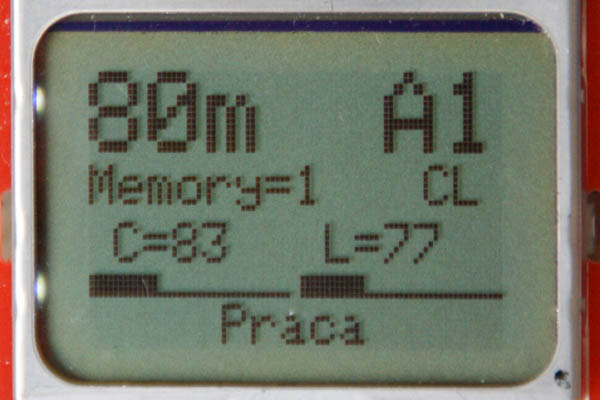 80m A1
Memory=1 CL
C=83 L=77
Praca